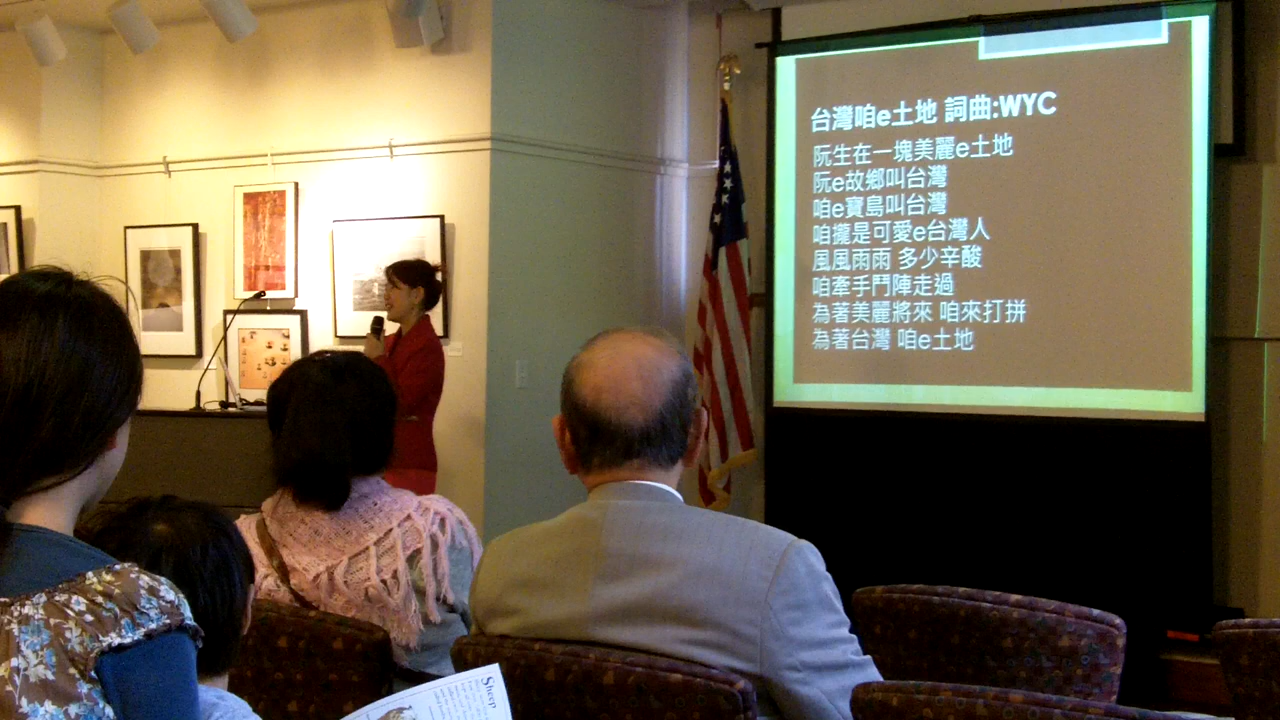 台灣咱e土地 詞曲:WYC
阮生在一塊美麗e土地
阮e故鄉叫台灣
咱e寶島叫台灣
咱攏是可愛e台灣人
風風雨雨 多少辛酸
咱牽手鬥陣走過
為著美麗將來 咱來打拼
為著台灣 咱e土地
Sheep